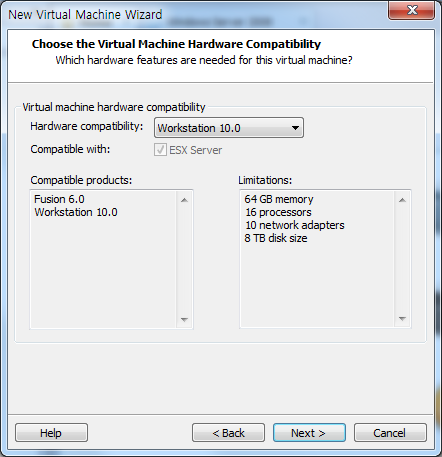 New Virtual Machine Wizard
Choose the Virtual Machine Hardware Compatibility
Which hardware features are needed for this virtual machine?
Virtual machine hardware compatibility
Hardware compatibility: Workstation 10.0
Compatible with: ESX Server
Compatible products: Limitations:
Fusion 6.0 64 GB memory
Workstation 10.0 16 processors
10 network adapters
8 TB disk size
Help < Back Next > Cancel